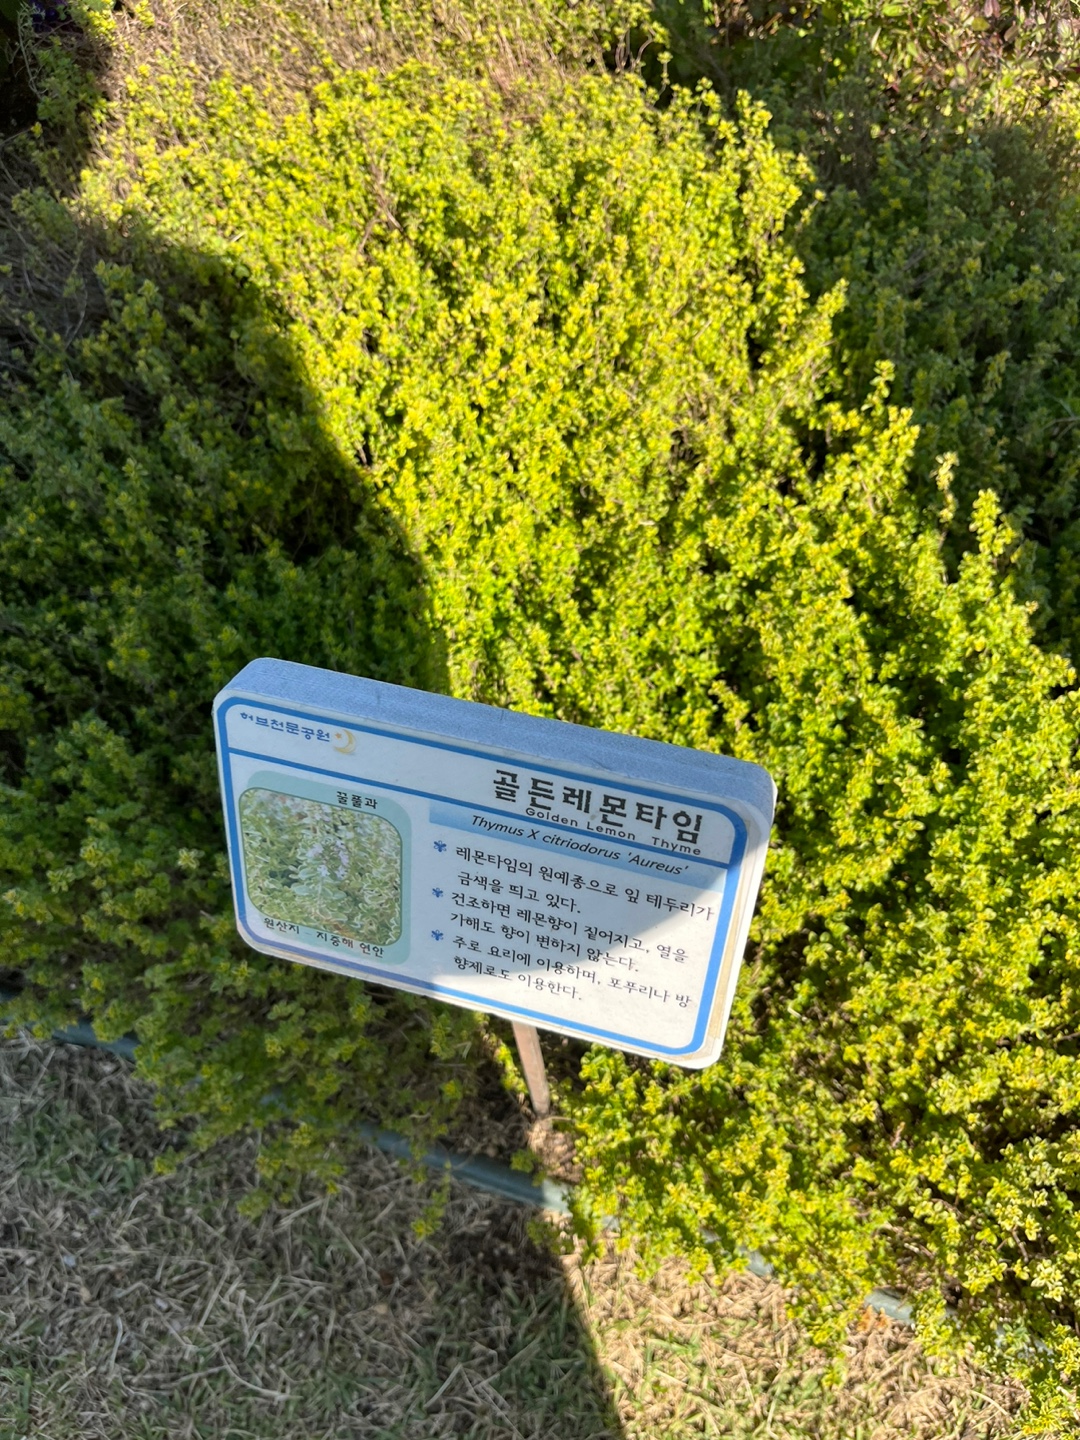 허브천문공원
골든레몬타임
Golden Lemon Thyme
Thymus X citriodorus 'Aureus'
꿀풀과
원산지 - 지중해 연안
레몬타임의 원예종으로 잎 테두리가
금색을 띄고 있다.
건조하면 레몬향이 짙어지고, 열을
가해도 향이 변하지 않는다.
주로 요리에 이용하며, 포푸리나 방
향제로도 이용한다.